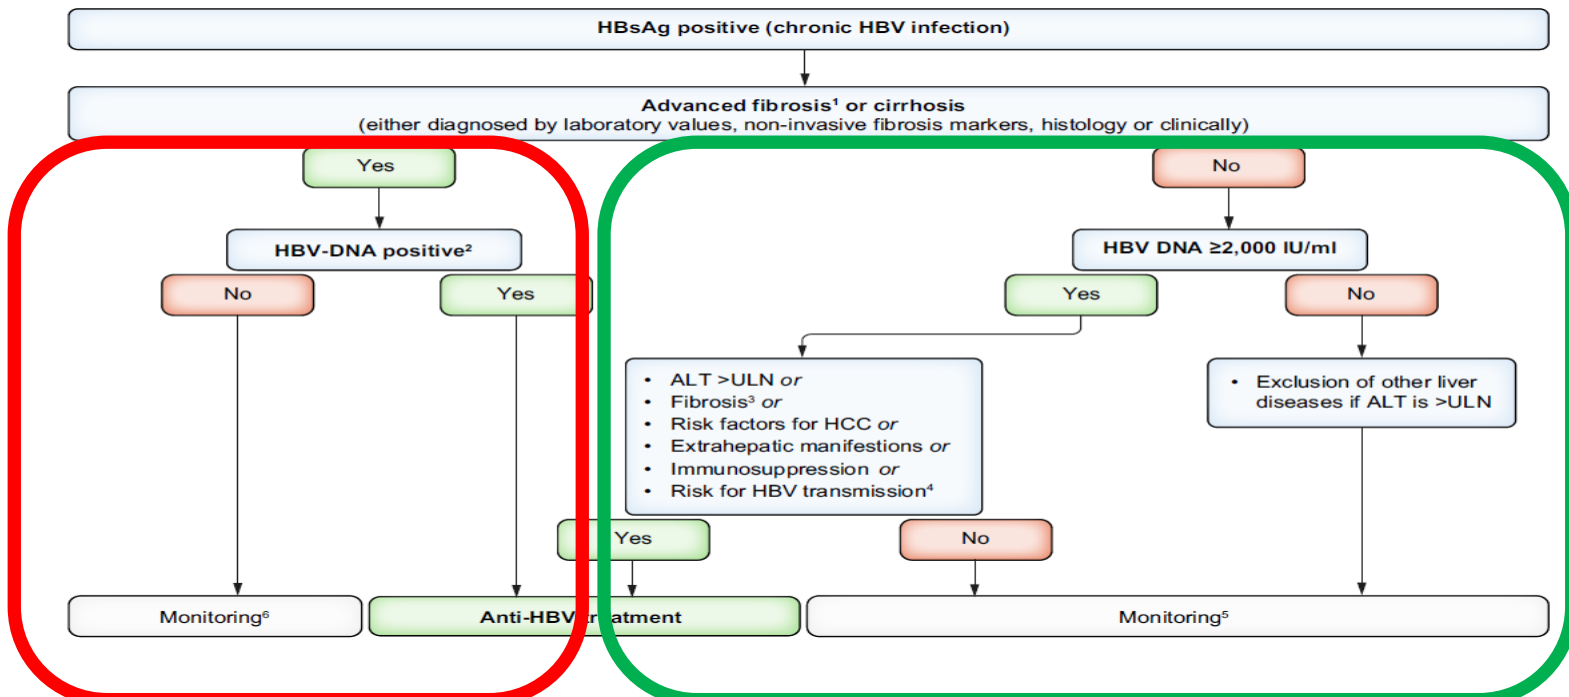 HBsAg positive (chronic HBV infection)
Advanced fibrosis¹ or cirrhosis
(either diagnosed by laboratory values, non-invasive fibrosis markers, histology or clinically)
Yes
No
HBV-DNA positive²
HBV DNA ≥2,000 IU/ml
No
Yes
Yes
No
• ALT >ULN or
• Fibrosis³ or
• Risk factors for HCC or
• Extrahepatic manifestions or
• Immunosuppression or
• Risk for HBV transmission⁴
• Exclusion of other liver
diseases if ALT is >ULN
Yes
No
Monitoring⁶
Anti-HBV treatment
Monitoring⁵